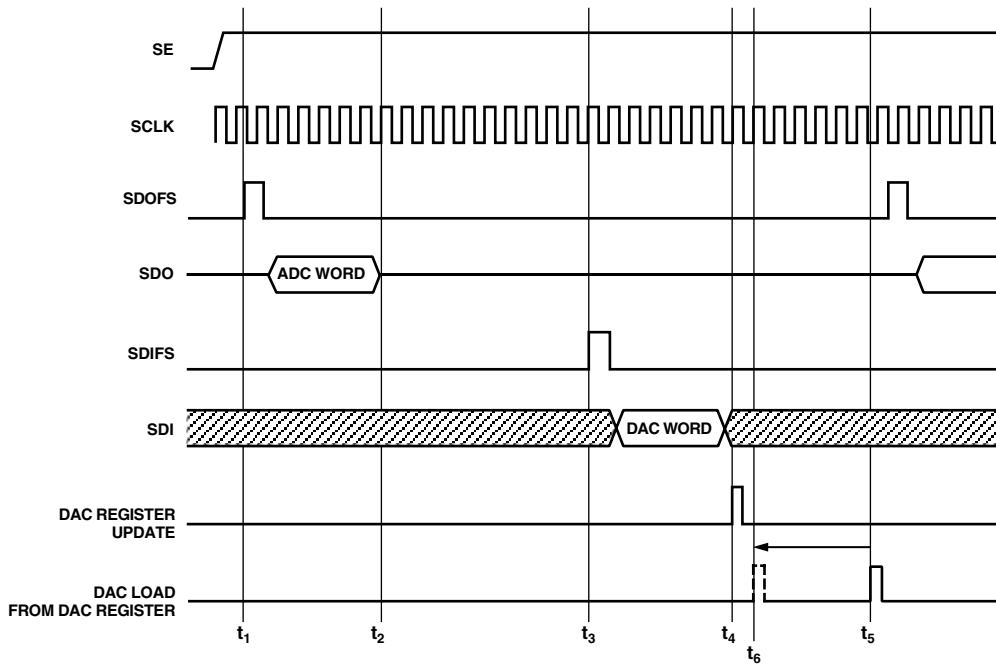 SE
SCLK
SDOFS
SDO
ADC WORD
SDIFS
SDI
DAC WORD
DAC REGISTER
UPDATE
DAC LOAD
FROM DAC REGISTER
t1
t2
t3
t4
t6
t5